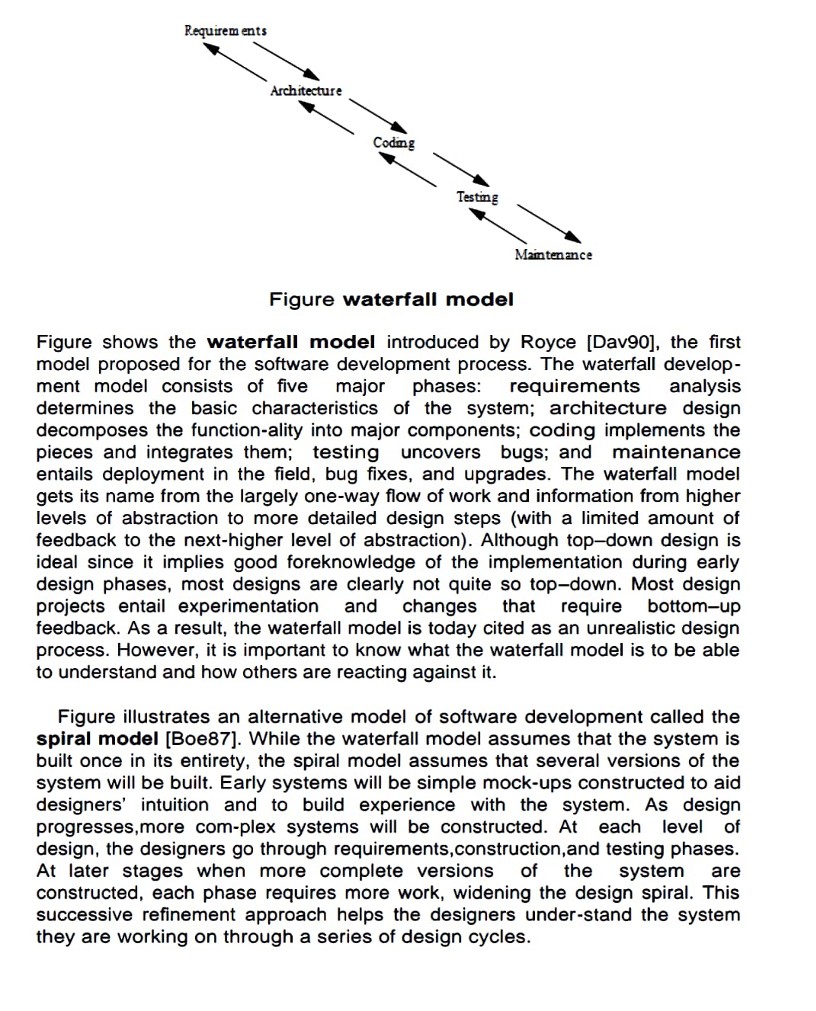 Requirements
Architecture
Coding
Testing
Maintenance
Figure waterfall model
Figure shows the waterfall model introduced by Royce [Dav90], the first
model proposed for the software development process. The waterfall develop-
ment model consists of five major phases: requirements analysis
determines the basic characteristics of the system; architecture design
decomposes the function-ality into major components; coding implements the
pieces and integrates them; testing uncovers bugs; and maintenance
entails deployment in the field, bug fixes, and upgrades. The waterfall model
gets its name from the largely one-way flow of work and information from higher
levels of abstraction to more detailed design steps (with a limited amount of
feedback to the next-higher level of abstraction). Although top–down design is
ideal since it implies good foreknowledge of the implementation during early
design phases, most designs are clearly not quite so top–down. Most design
projects entail experimentation and changes that require bottom–up
feedback. As a result, the waterfall model is today cited as an unrealistic design
process. However, it is important to know what the waterfall model is to be able
to understand and how others are reacting against it.
Figure illustrates an alternative model of software development called the
spiral model [Boe87]. While the waterfall model assumes that the system is
built once in its entirety, the spiral model assumes that several versions of the
system will be built. Early systems will be simple mock-ups constructed to aid
designers' intuition and to build experience with the system. As design
progresses,more com-plex systems will be constructed. At each level of
design, the designers go through requirements,construction,and testing phases.
At later stages when more complete versions of the system are
constructed, each phase requires more work, widening the design spiral. This
successive refinement approach helps the designers under-stand the system
they are working on through a series of design cycles.